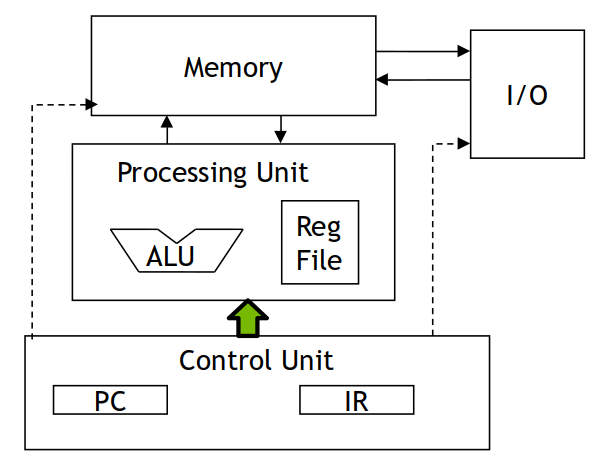 Memory
I/O
Processing Unit
ALU
Reg
File
Control Unit
PC
IR